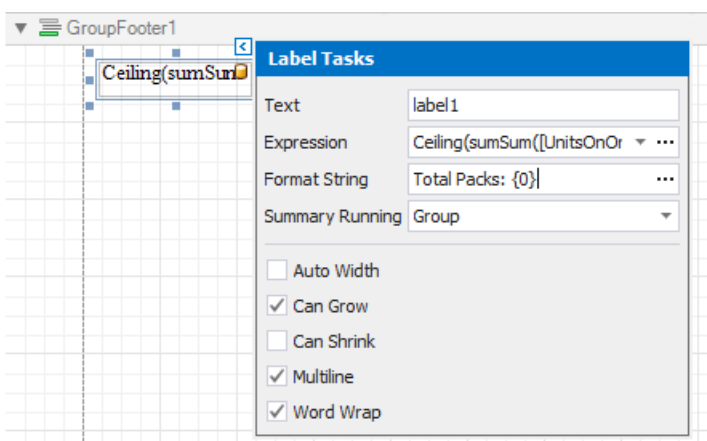 GroupFooter1
Ceiling(sumSum
Label Tasks
Text label1
Expression Ceiling(sumSum([UnitsOnOr
Format String Total Packs: {0}
Summary Running Group
Auto Width
Can Grow
Can Shrink
Multiline
Word Wrap